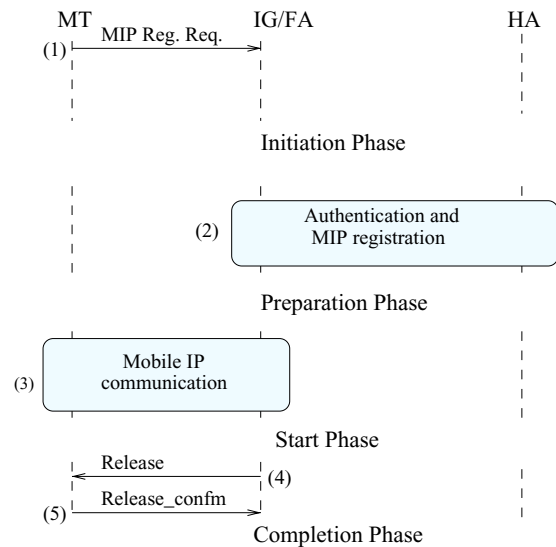 MT IG/FA HA
(1) MIP Reg. Req.
Initiation Phase
(2) Authentication and
MIP registration
Preparation Phase
(3) Mobile IP
communication
Start Phase
Release (4)
(5) Release_confm
Completion Phase